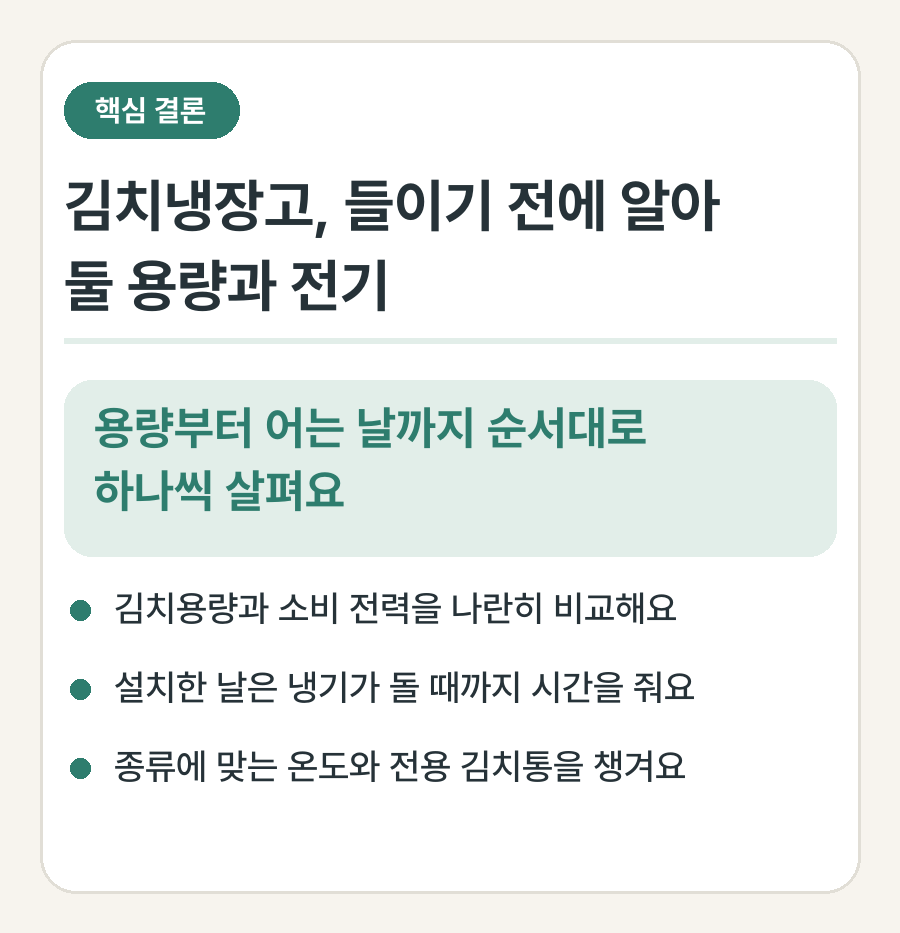 핵심 결론
김치냉장고, 들이기 전에 알아
둘 용량과 전기
용량부터 어는 날까지 순서대로
하나씩 살펴요
김치용량과 소비 전력을 나란히 비교해요
설치한 날은 냉기가 돌 때까지 시간을 줘요
종류에 맞는 온도와 전용 김치통을 챙겨요